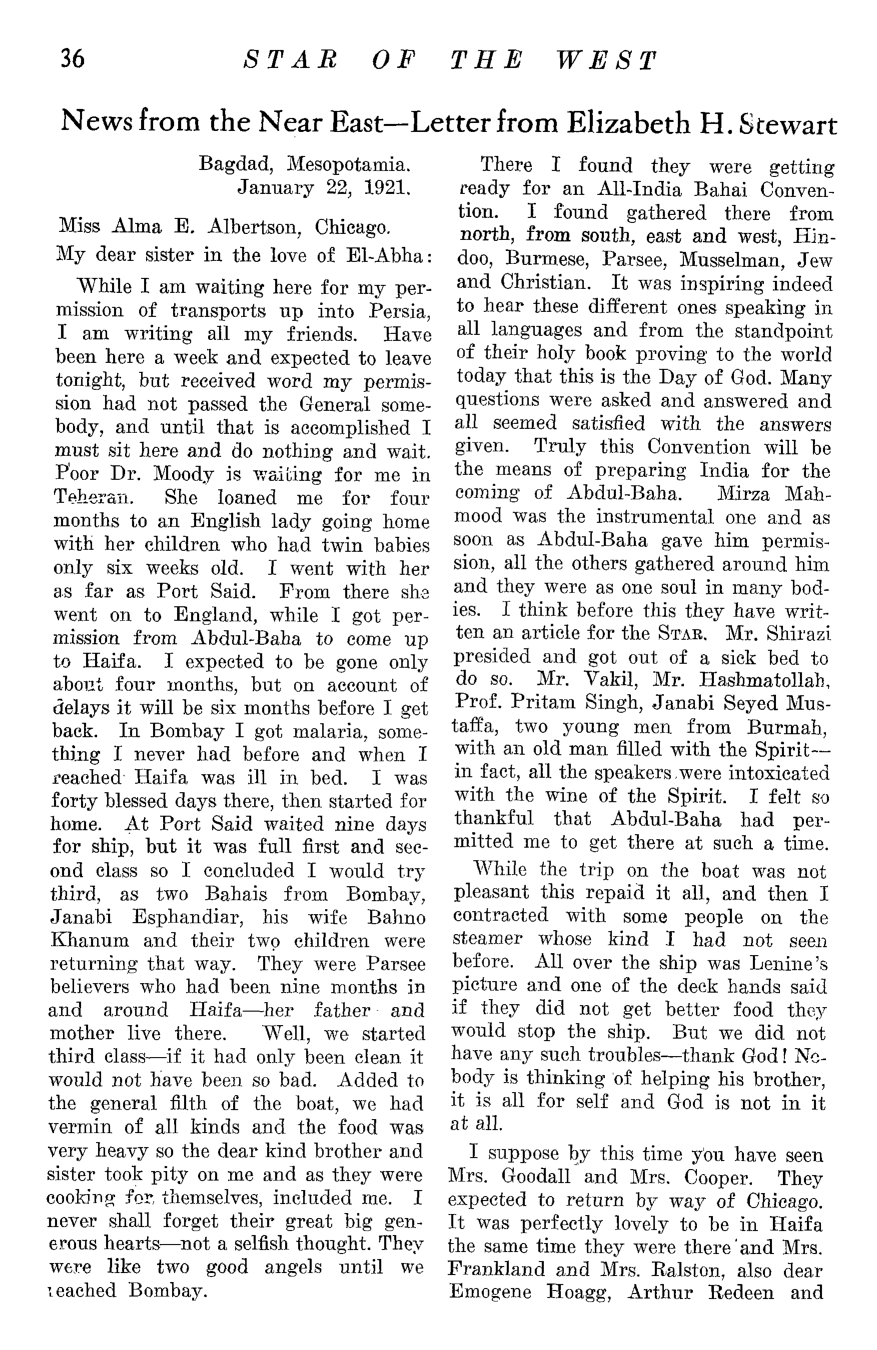 36 STAR OF THE WEST
News from the Near East—Letter from Elizabeth H. Stewart
Bagdad, Mesopotamia.
January 22, 1921.
Miss Alma E. Albertson, Chicago.
My dear sister in the love of El-Abha:
While I am waiting here for my per-
mission of transports up into Persia,
I am writing all my friends. Have
been here a week and expected to leave
tonight, but received word my permis-
sion had not passed the General some-
body, and until that is accomplished I
must sit here and do nothing and wait.
Poor Dr. Moody is waiting for me in
Teheran. She loaned me for four
months to an English lady going home
with her children who had twin babies
only six weeks old. I went with her
as far as Port Said. From there she
went on to England, while I got per-
mission from Abdul-Baha to come up
to Haifa. I expected to be gone only
about four months, but on account of
delays it will be six months before I get
back. In Bombay I got malaria, some-
thing I never had before and when I
reached Haifa was ill in bed. I was
forty blessed days there, then started for
home. At Port Said waited nine days
for ship, but it was full first and sec-
ond class so I concluded I would try
third, as two Bahais from Bombay,
Janabi Esphandiar, his wife Bahno
Khanum and their two children were
returning that way. They were Parsee
believers who had been nine months in
and around Haifa—her father and
mother live there. Well, we started
third class—if it had only been clean it
would not have been so bad. Added to
the general filth of the boat, we had
vermin of all kinds and the food was
very heavy so the dear kind brother and
sister took pity on me and as they were
cooking for themselves, included me. I
never shall forget their great big gen-
erous hearts—not a selfish thought. They
were like two good angels until we
reached Bombay.
There I found they were getting
ready for an All-India Bahai Conven-
tion. I found gathered there from
north, from south, east and west, Hin-
doo, Burmese, Parsee, Musselman, Jew
and Christian. It was inspiring indeed
to hear these different ones speaking in
all languages and from the standpoint
of their holy book proving to the world
today that this is the Day of God. Many
questions were asked and answered and
all seemed satisfied with the answers
given. Truly this Convention will be
the means of preparing India for the
coming of Abdul-Baha. Mirza Mah-
mood was the instrumental one and as
soon as Abdul-Baha gave him permis-
sion, all the others gathered around him
and they were as one soul in many bod-
ies. I think before this they have writ-
ten an article for the STAR. Mr. Shirazi
presided and got out of a sick bed to
do so. Mr. Vakil, Mr. Hashmatollah,
Prof. Pritam Singh, Janabi Seyed Mus-
taffa, two young men from Burmah,
with an old man filled with the Spirit—
in fact, all the speakers were intoxicated
with the wine of the Spirit. I felt so
thankful that Abdul-Baha had per-
mitted me to get there at such a time.
While the trip on the boat was not
pleasant this repaid it all, and then I
contracted with some people on the
steamer whose kind I had not seen
before. All over the ship was Lenine's
picture and one of the deck hands said
if they did not get better food they
would stop the ship. But we did not
have any such troubles—thank God! No-
body is thinking of helping his brother,
it is all for self and God is not in it
at all.
I suppose by this time you have seen
Mrs. Goodall and Mrs. Cooper. They
expected to return by way of Chicago.
It was perfectly lovely to be in Haifa
the same time they were there and Mrs.
Frankland and Mrs. Ralston, also dear
Emogene Hoagg, Arthur Redeen and